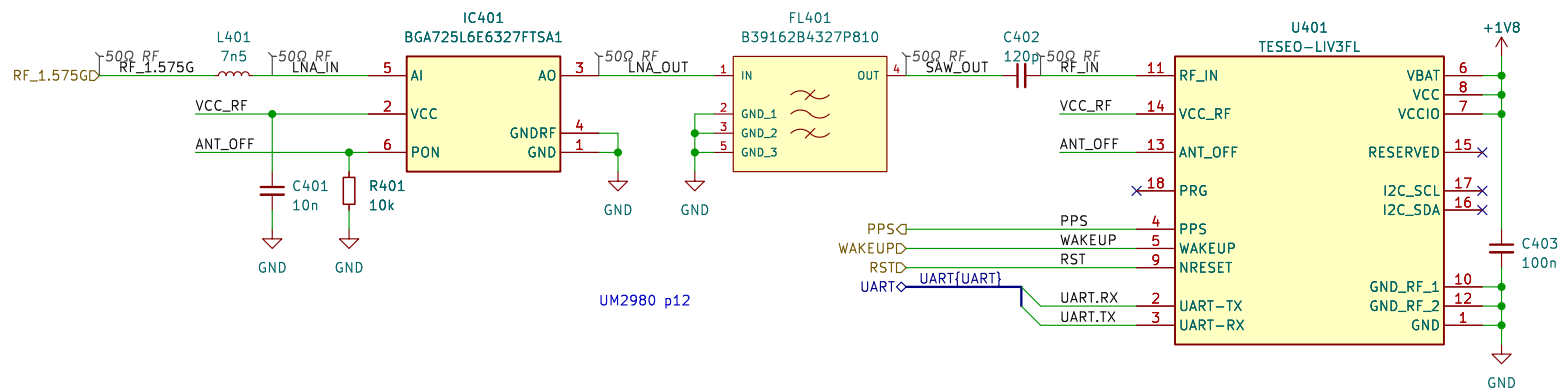 IC401
BGA725L6E6327FTSA1
FL401
B39162B4327P810
U401
TESEO-LIV3FL
+1V8
L401
7n5
C402
120p
50Ω RF
50Ω RF
50Ω RF
50Ω RF
50Ω RF
RF_1.575G
RF_1.575G
LNA_IN
5
AI
AO
3
LNA_OUT
1
IN
OUT
4
SAW_OUT
RF_IN
11
RF_IN
VBAT
6
VCC
8
VCC_RF
2
VCC
2
GND_1
VCC_RF
14
VCC_RF
VCCIO
7
GNDRF
4
3
GND_2
ANT_OFF
6
PON
GND
1
5
GND_3
ANT_OFF
13
ANT_OFF
RESERVED
15
C401
10n
R401
10k
GND
GND
18
PRG
I2C_SCL
17
I2C_SDA
16
PPS
PPS
4
PPS
WAKEUP
WAKEUP
5
WAKEUP
C403
100n
RST
RST
9
NRESET
GND
GND
UART
UART{UART}
GND_RF_1
10
UM2980 p12
UART.RX
2
UART-TX
GND_RF_2
12
UART.TX
3
UART-RX
GND
1
GND